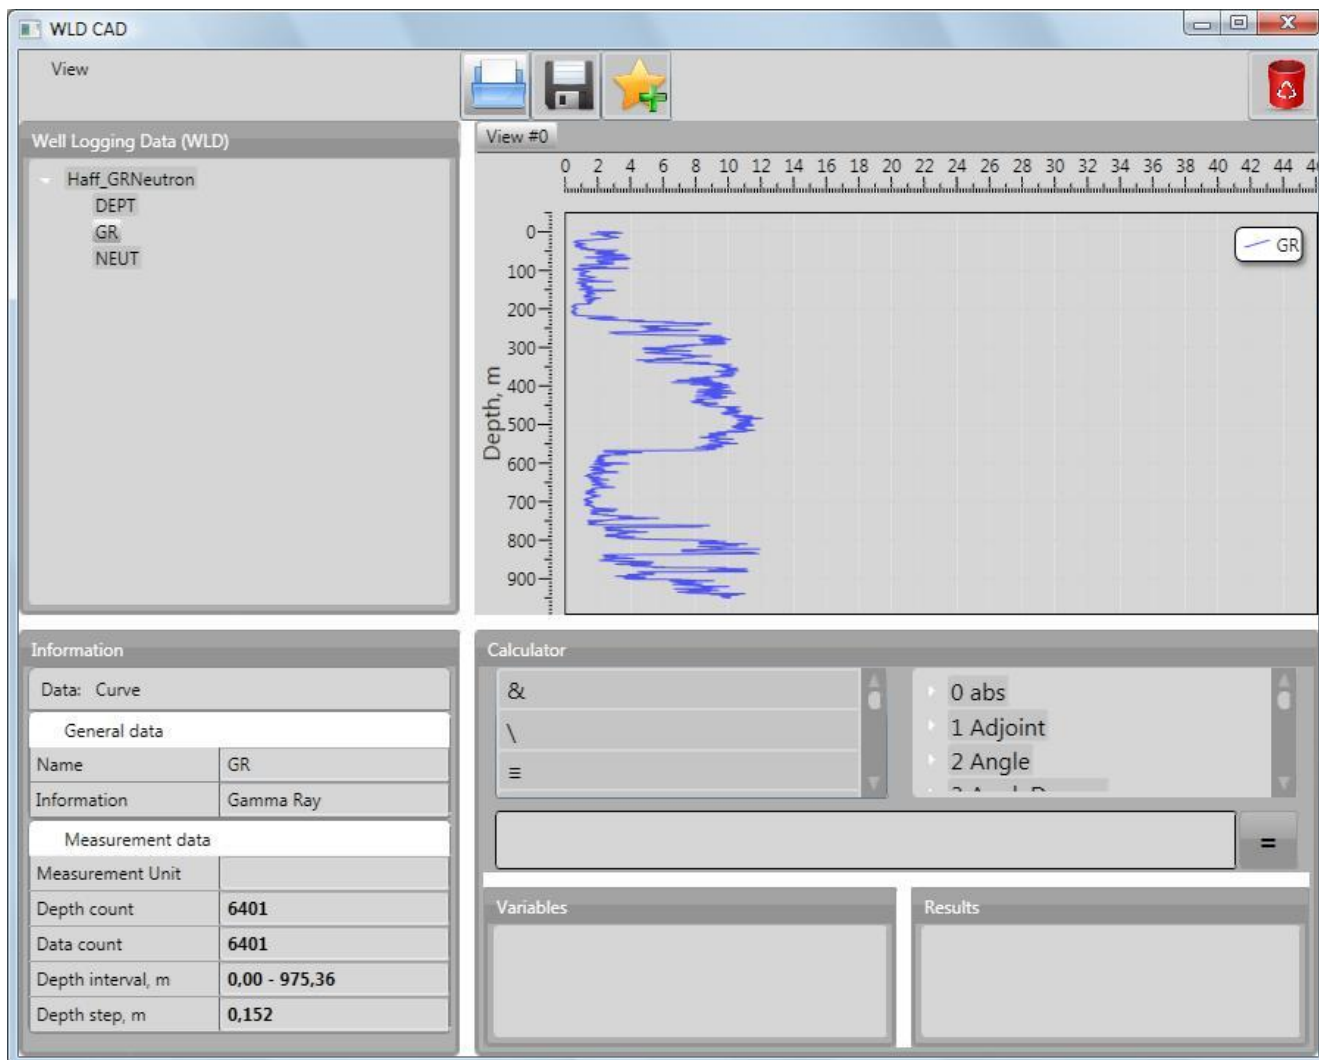 WLD CAD
View
Well Logging Data (WLD)
Haff_GRNeutron
DEPT
GR
NEUT
View #0
0 2 4 6 8 10 12 14 16 18 20 22 24 26 28 30 32 34 36 38 40 42 44
Depth, m
0
100
200
300
400
500
600
700
800
900
GR
Information
Data: Curve
General data
Name GR
Information Gamma Ray
Measurement data
Measurement Unit
Depth count 6401
Data count 6401
Depth interval, m 0,00 - 975,36
Depth step, m 0,152
Calculator
&
\
≡
0 abs
1 Adjoint
2 Angle
=
Variables
Results